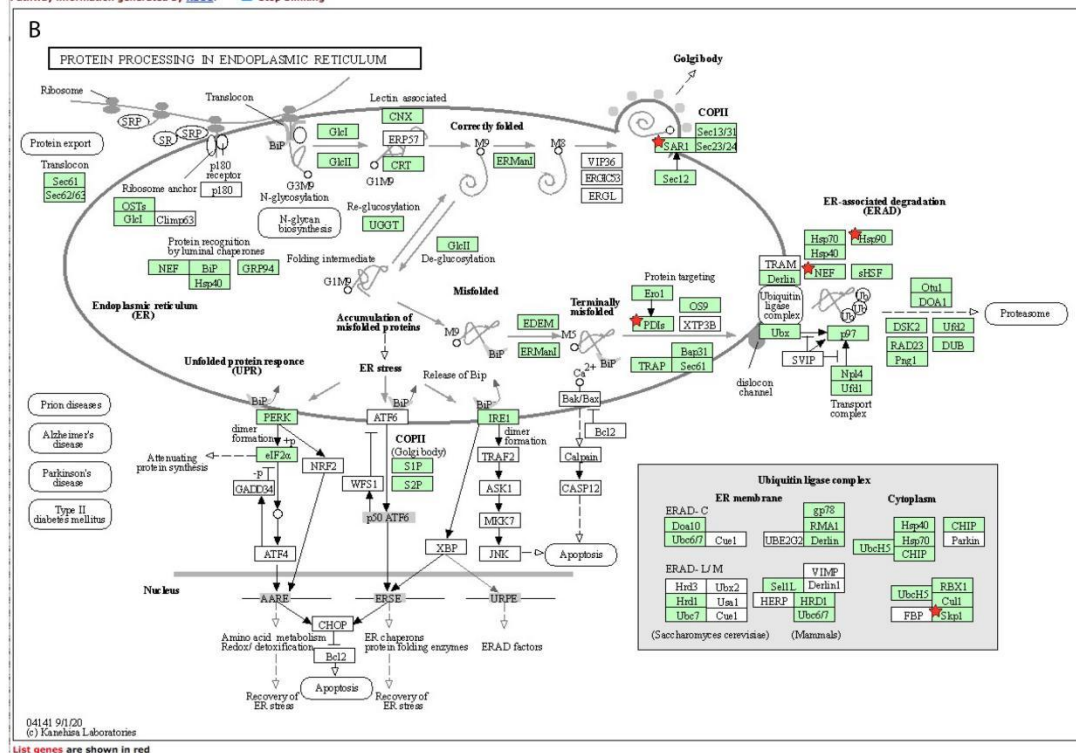 B
PROTEIN PROCESSING IN ENDOPLASMIC RETICULUM
Golgi body
Ribosome
Translocon
Lectin associated
COPII
SRP
SR
SRP
GlcI
CNX
ERP57
Correctly folded
M9
M8
Sec13/31
SAR1
Sec23/24
Protein export
BiP
GlcII
CRT
ERManI
VIP36
ERGIC53
ERGL
Sec12
Translocon
Sec61
Sec62/63
p180
receptor
p180
Ribosome anchor
G3M9
N-glycosylation
G1M9
OSTs
GlcI
Climp63
N-glycan
biosynthesis
Re-glucosylation
UGGT
ER-associated degradation
(ERAD)
Protein recognition
by luminal chaperones
NEF
BiP
GRP94
Hsp40
GlcII
De-glucosylation
Folding intermediate
G1M9
Hsp70
Hsp90
Hsp40
TRAM
Derlin
NEF
sHSF
Protein targeting
Ero1
OS9
PDIs
XTP3B
Ubiquitin
ligase
complex
Ub
Ub
Ub
Otu1
DOA1
Proteasome
Endoplasmic reticulum
(ER)
Misfolded
Accumulation of
misfolded proteins
Terminally
misfolded
M9
BiP
EDEM
ERManI
M5
BiP
Bap31
TRAP
Sec61
Ubx
p97
SVIP
DSK2
Ufd2
RAD23
DUB
Png1
Npl4
Ufd1
Transport
complex
dislocon
channel
Unfolded protein responce
(UPR)
ER stress
Release of Bip
Ca2+
Bak/Bax
Bcl2
BiP
PERK
BiP
ATF6
BiP
IRE1
Prion diseases
Alzheimer's
disease
Parkinson's
disease
Type II
diabetes mellitus
dimer
formation
+p
eIF2α
Attenuating
protein synthesis
-p
GADD34
NRF2
ATF4
COPII
(Golgi body)
S1P
S2P
WFS1
p50 ATF6
dimer
formation
TRAF2
ASK1
MKK7
JNK
XBP
Calpain
CASP12
Apoptosis
Nucleus
AARE
ERSE
URPE
CHOP
Bcl2
Apoptosis
Amino acid metabolism
Redox/ detoxification
ER chaperons
protein folding enzymes
ERAD factors
Recovery of
ER stress
Recovery of
ER stress
Ubiquitin ligase complex
ER membrane
Cytoplasm
ERAD- C
Doa10
Ubc6/7
Cue1
gp78
RMA1
UBE2G2
Derlin
Hsp40
Hsp70
UbcH5
CHIP
CHIP
Parkin
ERAD- L/ M
Hrd3
Ubx2
Hrd1
Usa1
Ubc7
Cue1
(Saccharomyces cerevisiae)
VIMP
Sel1L
Derlin1
HERP
HRD1
Ubc6/7
(Mammals)
UbcH5
RBX1
Cul1
FBP
Skp1
04141 9/1/20
(c) Kanehisa Laboratories
List genes are shown in red